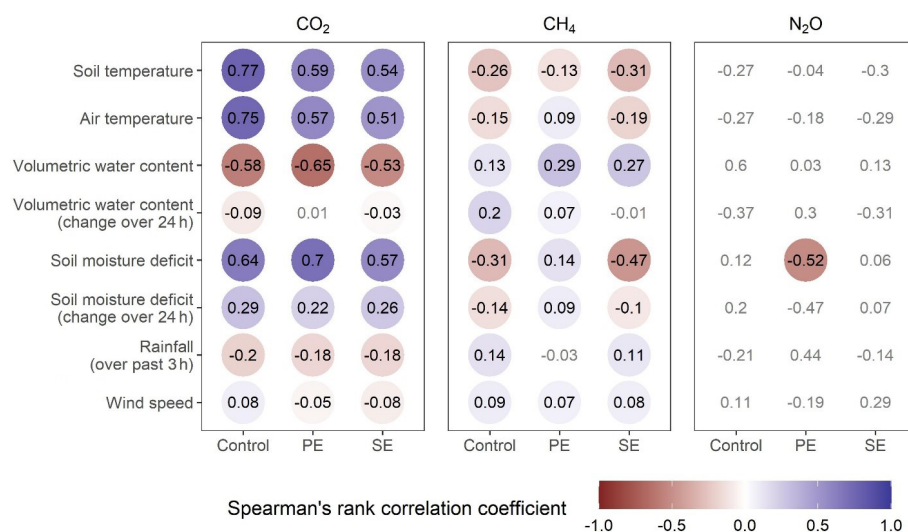 CO₂ CH₄ N₂O
Soil temperature 0.77 0.59 0.54 -0.26 -0.13 -0.31 -0.27 -0.04 -0.3
Air temperature 0.75 0.57 0.51 -0.15 0.09 -0.19 -0.27 -0.18 -0.29
Volumetric water content -0.58 -0.65 -0.53 0.13 0.29 0.27 0.6 0.03 0.13
Volumetric water content
(change over 24 h) -0.09 0.01 -0.03 0.2 0.07 -0.01 -0.37 0.3 -0.31
Soil moisture deficit 0.64 0.7 0.57 -0.31 0.14 -0.47 0.12 -0.52 0.06
Soil moisture deficit
(change over 24 h) 0.29 0.22 0.26 -0.14 0.09 -0.1 0.2 -0.47 0.07
Rainfall
(over past 3 h) -0.2 -0.18 -0.18 0.14 -0.03 0.11 -0.21 0.44 -0.14
Wind speed 0.08 -0.05 -0.08 0.09 0.07 0.08 0.11 -0.19 0.29
Control PE SE Control PE SE Control PE SE
Spearman's rank correlation coefficient
-1.0 -0.5 0.0 0.5 1.0